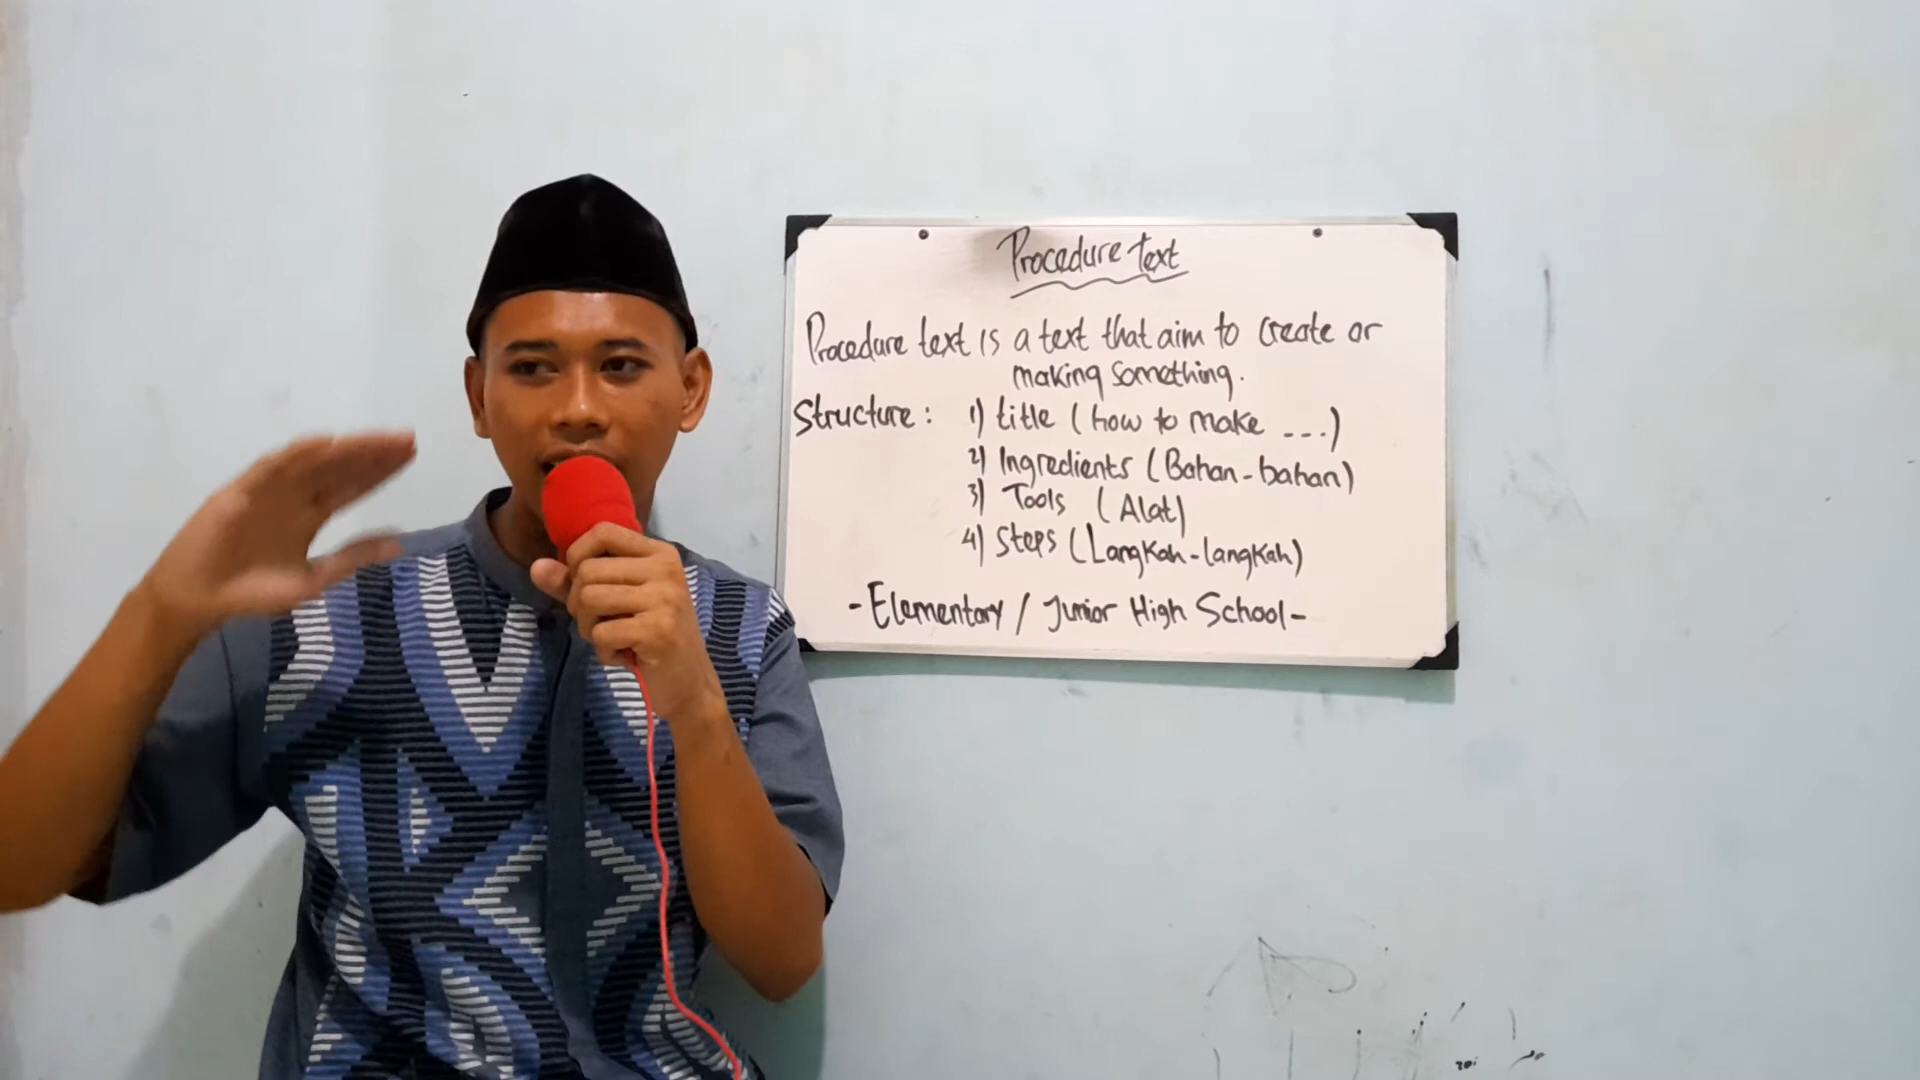 Procedure text
Procedure text is a text that aim to create or
making something.
Structure : 1) title (how to make ...)
2) Ingredients (Bahan-bahan)
3) Tools (Alat)
4) Steps (Langkah-langkah)
- Elementary / Junior High School -